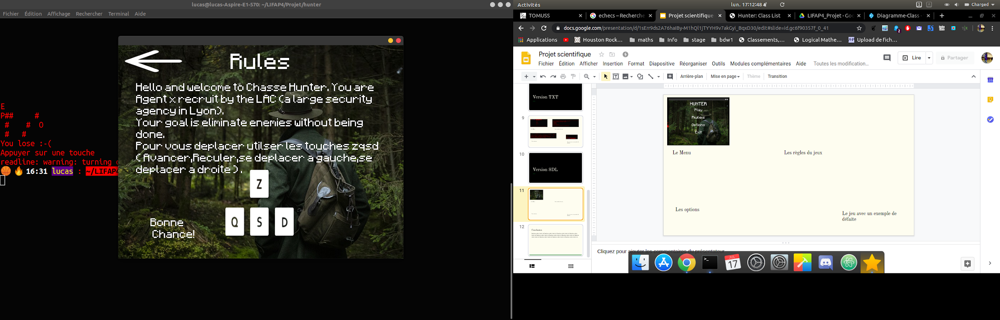 lucas@lucas-Aspire-E1-570: ~/LIFAP4/Projet/hunter
Fichier Édition Affichage Rechercher Terminal Aide
E
P## #
# # O
# #
You lose :-(
Appuyer sur une touche
readline: warning: turning
16:31 lucas : ~/LIFAP4
Rules
Hello and welcome to Chasse Hunter. You are
Agent x recruit by the LAC (a large security
agency in Lyon).
Your goal is eliminate enemies without being
done.
Pour vous deplacer utilser les touches zqsd
( Avancer,Reculer,se deplacer a gauche,se
deplacer a droite ) .
Z
Q S D
Bonne
Chance!
Activités lun. 17:12:48 1 A Charged
TOMUSS echecs – Recherche Projet scientifique Hunter: Class List LIFAP4_Projet - Goo Diagramme-Class -
docs.google.com/presentation/d/1sErr9ds2A76haIBy-M1hQl1jTYYH9v7akGyi_BqxD30/edit#slide=id.gc6f90357f_0_41
Applications Houston Rock... maths Info stage bdw1 Classements,... Logical Mathe... Upload de fich...
Projet scientifique
Fichier Édition Afficher Insertion Format Diapositive Réorganiser Outils Modules complémentaires Aide Toutes les modification...
Lire Partager
Arrière-plan Mise en page Thème Transition
Version TXT
9
10
Version SDL
11
12
Conclusion
HUNTER
Play
Rules
Options
Exit
Le Menu
Les règles du jeux
Les options
Le jeu avec un exemple de
défaite
Cliquez pour ajouter les commentaires du présentateur
JUL
17
31